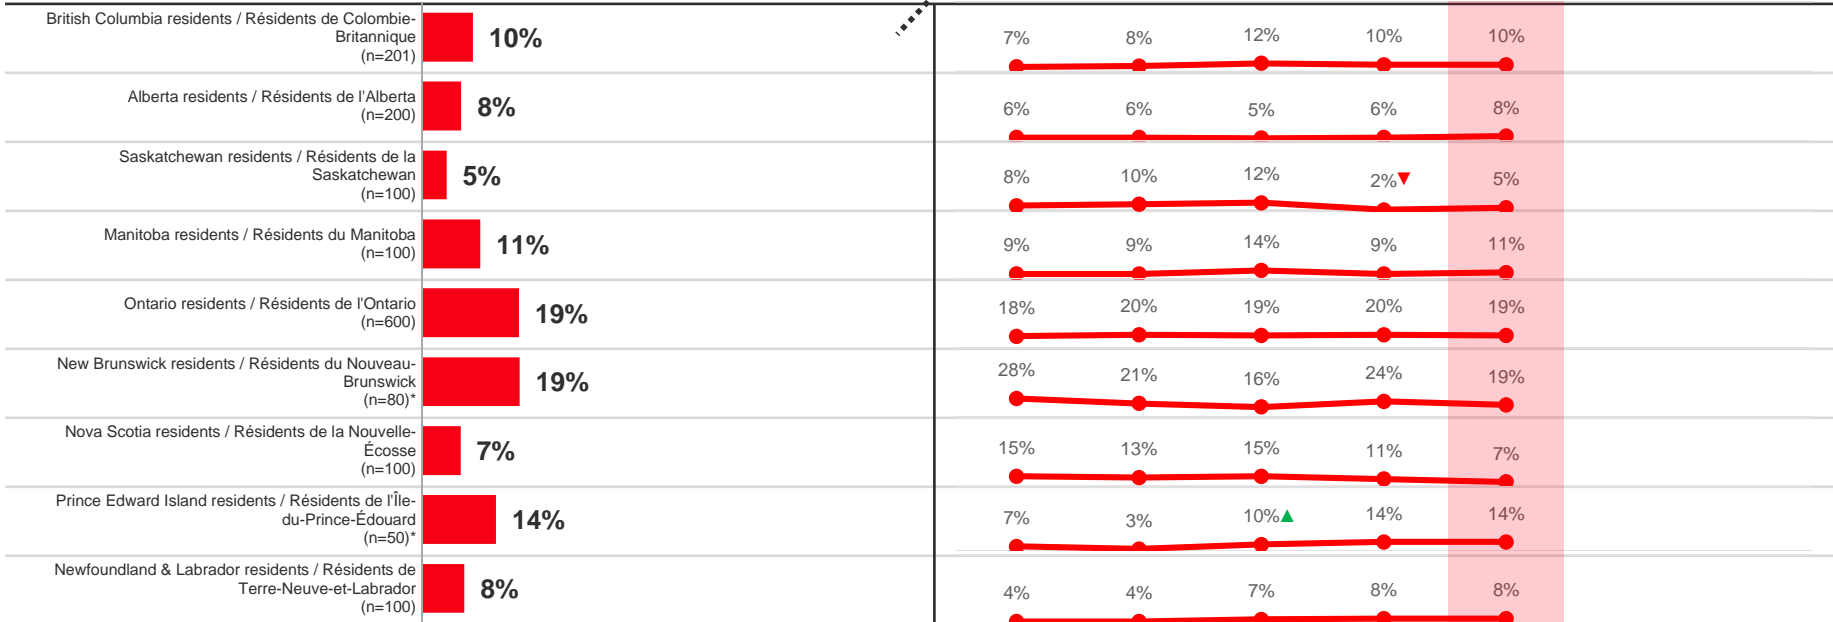 British Columbia residents / Résidents de Colombie-
Britannique
(n=201)
10%
7% 8% 12% 10% 10%
Alberta residents / Résidents de l'Alberta
(n=200)
8%
6% 6% 5% 6% 8%
Saskatchewan residents / Résidents de la
Saskatchewan
(n=100)
5%
8% 10% 12% 2%▼ 5%
Manitoba residents / Résidents du Manitoba
(n=100)
11%
9% 9% 14% 9% 11%
Ontario residents / Résidents de l'Ontario
(n=600)
19%
18% 20% 19% 20% 19%
New Brunswick residents / Résidents du Nouveau-
Brunswick
(n=80)*
19%
28% 21% 16% 24% 19%
Nova Scotia residents / Résidents de la Nouvelle-
Écosse
(n=100)
7%
15% 13% 15% 11% 7%
Prince Edward Island residents / Résidents de l'Île-
du-Prince-Édouard
(n=50)*
14%
7% 3% 10%▲ 14% 14%
Newfoundland & Labrador residents / Résidents de
Terre-Neuve-et-Labrador
(n=100)
8%
4% 4% 7% 8% 8%